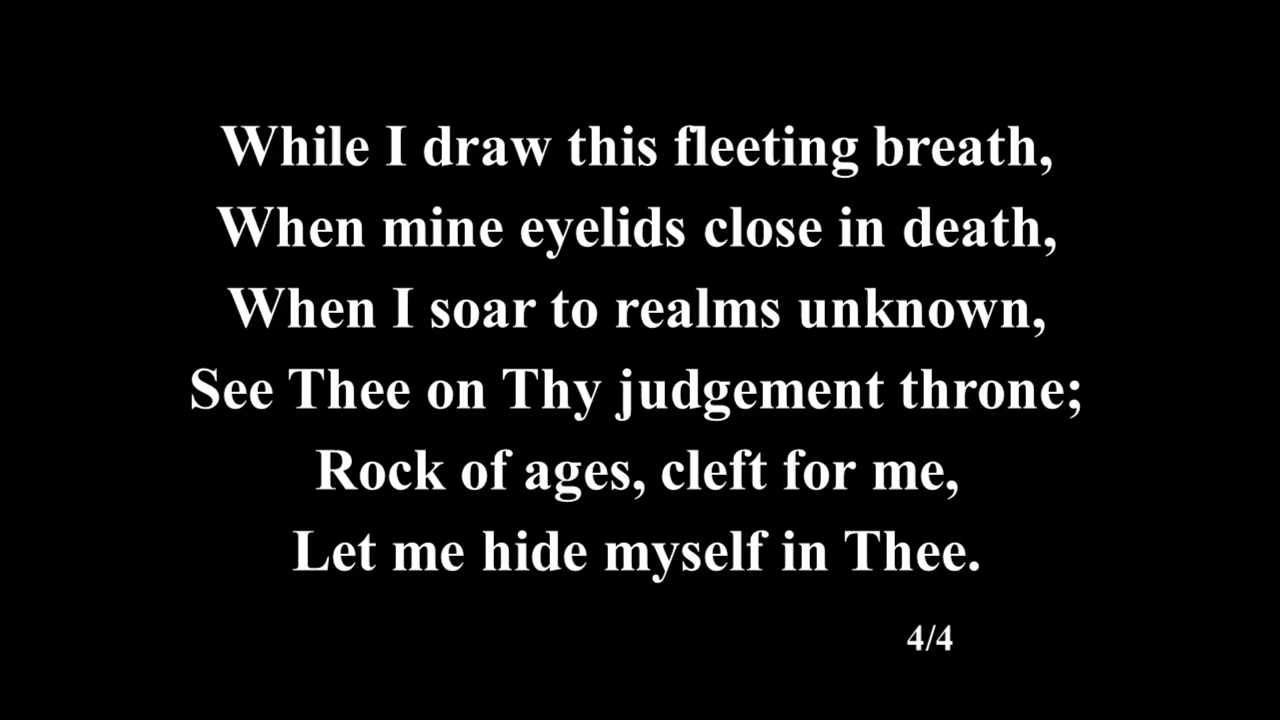 While I draw this fleeting breath,
When mine eyelids close in death,
When I soar to realms unknown,
See Thee on Thy judgement throne;
Rock of ages, cleft for me,
Let me hide myself in Thee.
4/4